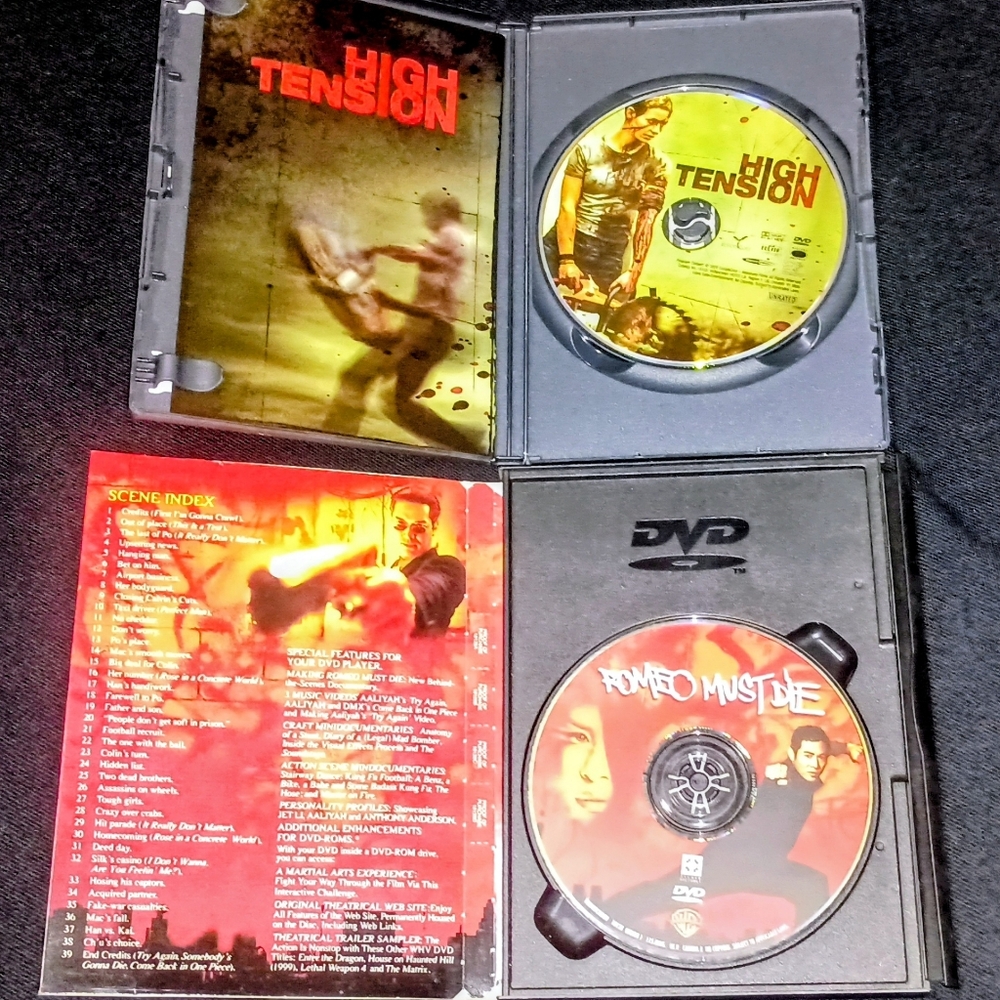 HIGH
TENSION
HIGH
TENSION
DVD
UNRATED
SCENE INDEX
1 Credits (First I'm Gonna Crawl).
2 Out of place (This is a Test).
3 The last of Po (It Really Don't Matter).
4 Upsetting news.
5 Hanging man.
6 Bet on him.
7 Airport business.
8 Her bodyguard.
9 Closing Calvin's Cuts.
10 Taxi driver (Perfect Man).
11 No shredder.
12 Don't worry.
13 Po's place.
14 Mac's smooth moves.
15 Big deal for Colin.
16 Her number (Rose in a Concrete World).
17 Han's handiwork.
18 Farewell to Po.
19 Father and son.
20 "People don't get soft in prison."
21 Football recruit.
22 The one with the ball.
23 Colin's turn.
24 Hidden list.
25 Two dead brothers.
26 Assassins on wheels.
27 Tough girls.
28 Crazy over crabs.
29 Hit parade (It Really Don't Matter).
30 Homecoming (Rose in a Concrete World).
31 Deed day.
32 Silk's casino (I Don't Wanna.
Are You Feelin' Me?).
33 Hosing his captors.
34 Acquired partner.
35 Fake-war casualties.
36 Mac's fall.
37 Han vs. Kai.
38 Ch'u's choice.
39 End Credits (Try Again, Somebody's
Gonna Die, Come Back in One Piece).
SPECIAL FEATURES FOR
YOUR DVD PLAYER.
MAKING ROMEO MUST DIE: New Behind-
the-Scenes Documentary.
3 MUSIC VIDEOS AALIYAH's Try Again,
AALIYAH and DMX's Come Back in One Piece
and Making Aaliyah's 'Try Again' Video.
CRAFT MINIDOCUMENTARIES: Anatomy
of a Stunt, Diary of a (Legal) Mad Bomber,
Inside the Visual Effects Process and The
ACTION SCENE MINIDOCUMENTARIES:
Stairway Dance; Kung Fu Football; A Benz, a
Bike, a Babe and Some Badass Kung Fu; The
Hose; and Hands on Fire.
PERSONALITY PROFILES: Showcasing
JET LI, AALIYAH and ANTHONY ANDERSON.
ADDITIONAL ENHANCEMENTS
FOR DVD-ROMS.*
With your DVD inside a DVD-ROM drive,
you can access:
A MARTIAL ARTS EXPERIENCE:
Fight Your Way Through the Film Via This
Interactive Challenge.
ORIGINAL THEATRICAL WEB SITE: Enjoy
All Features of the Web Site, Permanently Housed
on the Disc, Including Web Links.
THEATRICAL TRAILER SAMPLER: The
Action Is Nonstop with These Other WHV DVD
Titles: Enter the Dragon, House on Haunted Hill
(1999), Lethal Weapon 4 and The Matrix.
DVD
TM
ROMEO MUST DIE
DVD